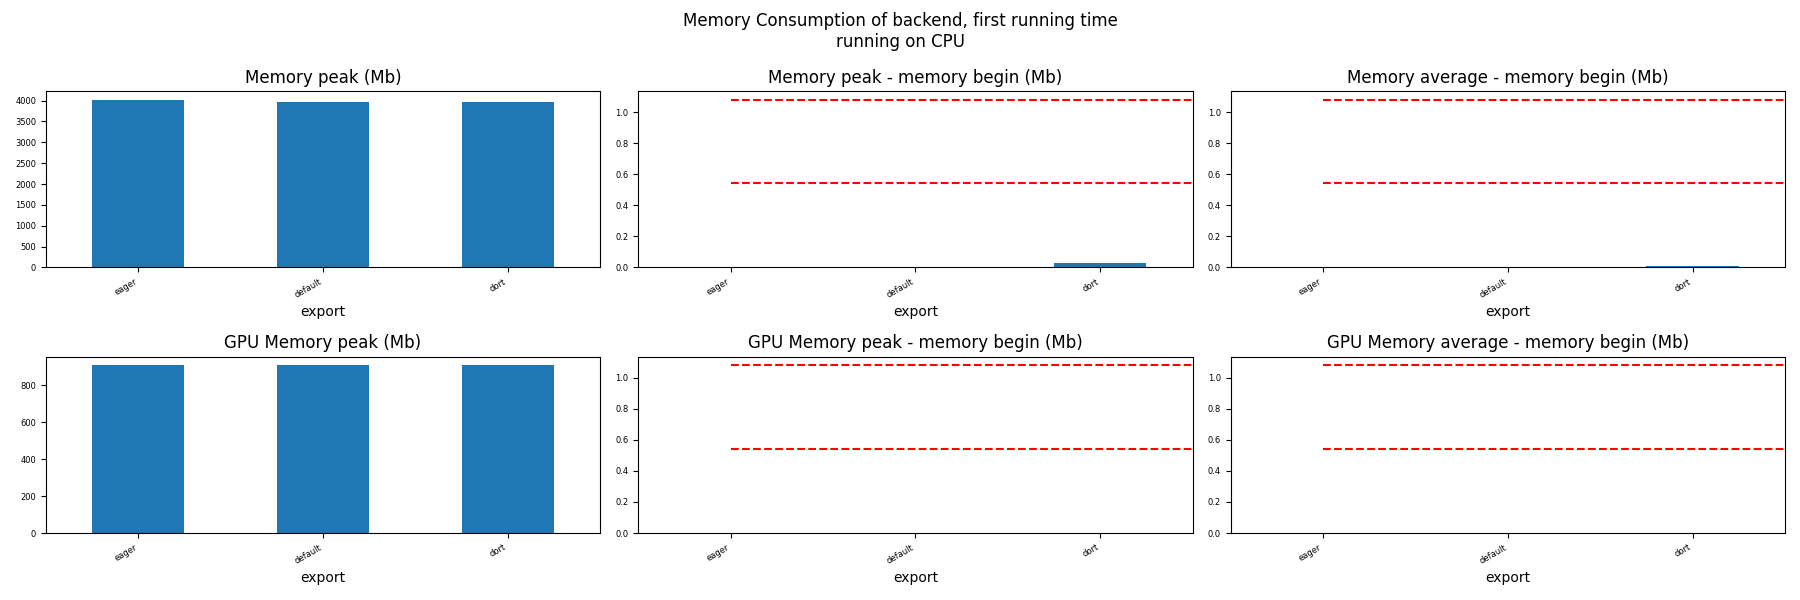 Memory Consumption of backend, first running time
running on CPU
Memory peak (Mb)
4000
3500
3000
2500
2000
1500
1000
500
0
eager
default
dort
export
Memory peak - memory begin (Mb)
1.0
0.8
0.6
0.4
0.2
0.0
eager
default
dort
export
Memory average - memory begin (Mb)
1.0
0.8
0.6
0.4
0.2
0.0
eager
default
dort
export
GPU Memory peak (Mb)
800
600
400
200
0
eager
default
dort
export
GPU Memory peak - memory begin (Mb)
1.0
0.8
0.6
0.4
0.2
0.0
eager
default
dort
export
GPU Memory average - memory begin (Mb)
1.0
0.8
0.6
0.4
0.2
0.0
eager
default
dort
export